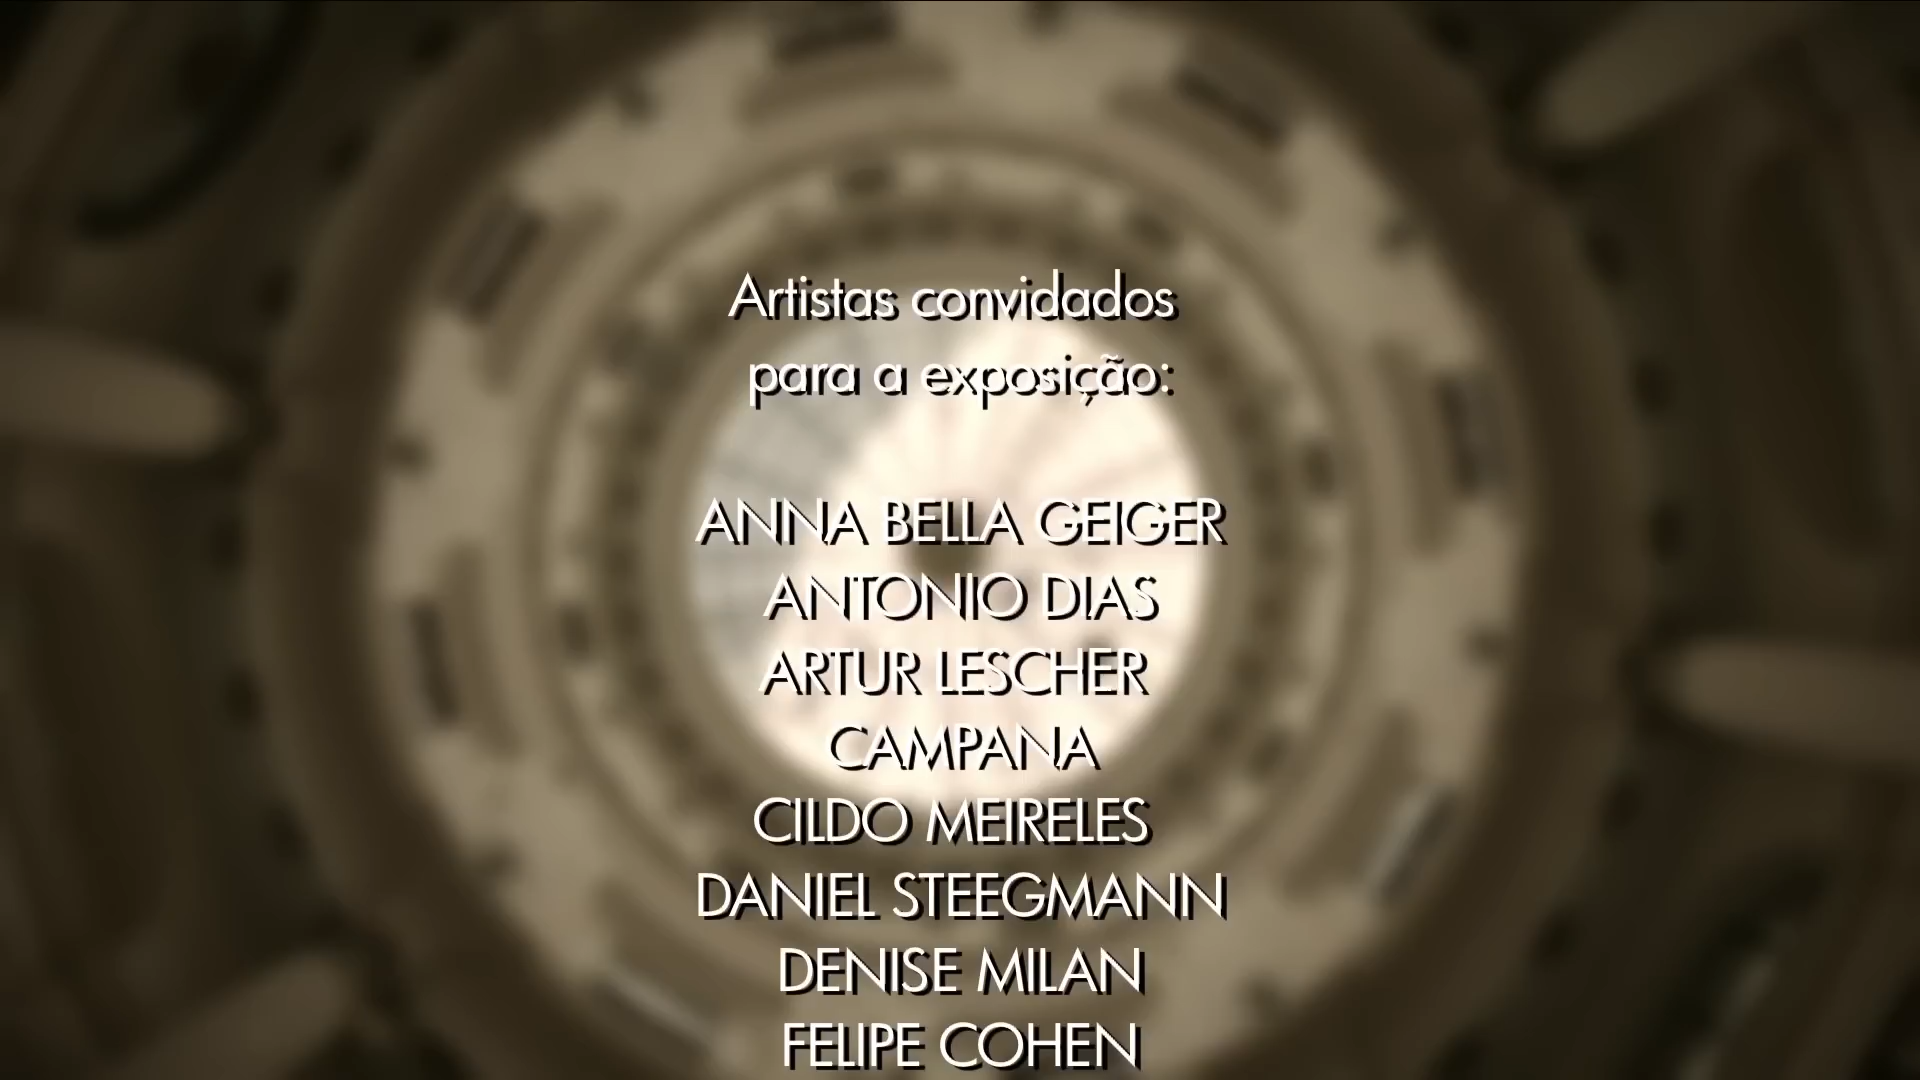 Artistas convidados
para a exposição:
ANNA BELLA GEIGER
ANTONIO DIAS
ARTUR LESCHER
CAMPANA
CILDO MEIRELES
DANIEL STEEGMANN
DENISE MILAN
FELIPE COHEN